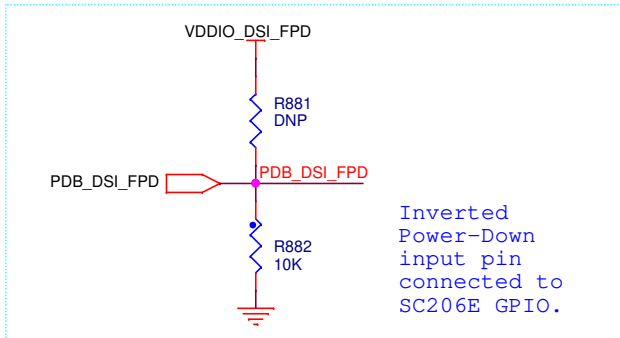 VDDIO_DSI_FPD
R881
DNP
PDB_DSI_FPD
PDB_DSI_FPD
R882
10K
Inverted
Power-Down
input pin
connected to
SC206E GPIO.